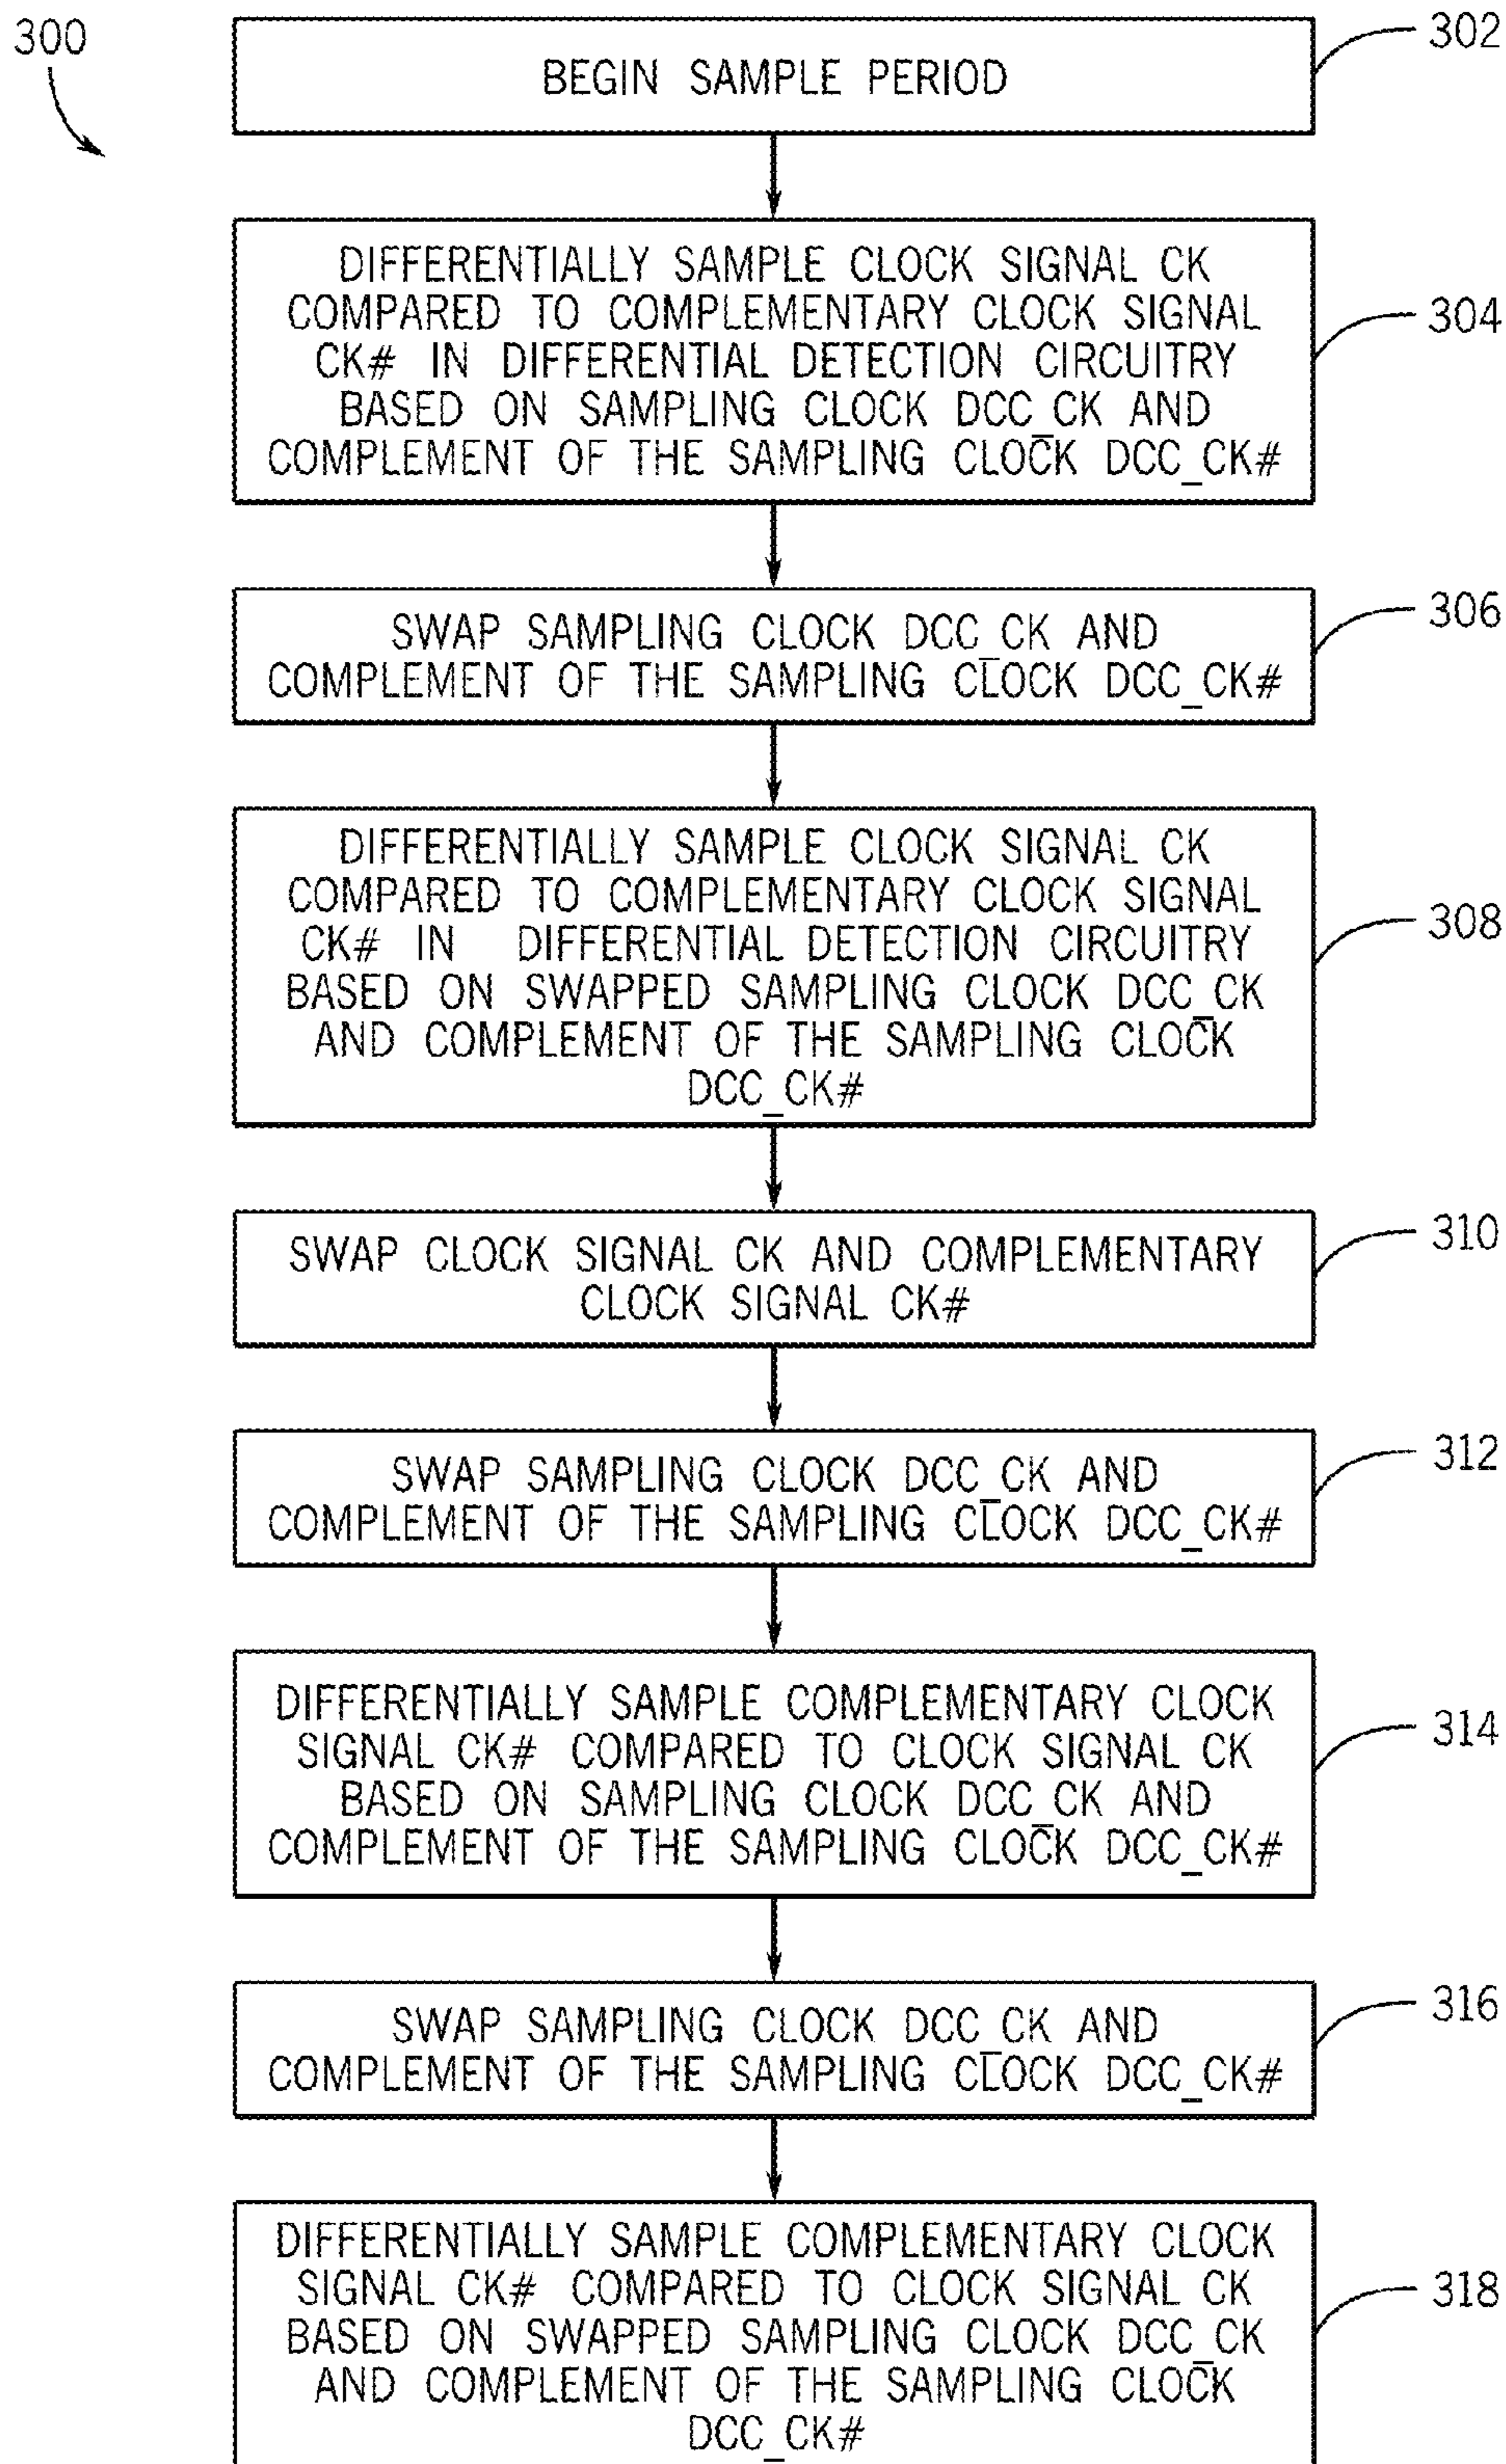 300
BEGIN SAMPLE PERIOD
302
DIFFERENTIALLY SAMPLE CLOCK SIGNAL CK
COMPARED TO COMPLEMENTARY CLOCK SIGNAL
CK# IN DIFFERENTIAL DETECTION CIRCUITRY
BASED ON SAMPLING CLOCK DCC_CK AND
COMPLEMENT OF THE SAMPLING CLOCK DCC_CK#
304
SWAP SAMPLING CLOCK DCC_CK AND
COMPLEMENT OF THE SAMPLING CLOCK DCC_CK#
306
DIFFERENTIALLY SAMPLE CLOCK SIGNAL CK
COMPARED TO COMPLEMENTARY CLOCK SIGNAL
CK# IN DIFFERENTIAL DETECTION CIRCUITRY
BASED ON SWAPPED SAMPLING CLOCK DCC_CK
AND COMPLEMENT OF THE SAMPLING CLOCK
DCC_CK#
308
SWAP CLOCK SIGNAL CK AND COMPLEMENTARY
CLOCK SIGNAL CK#
310
SWAP SAMPLING CLOCK DCC_CK AND
COMPLEMENT OF THE SAMPLING CLOCK DCC_CK#
312
DIFFERENTIALLY SAMPLE COMPLEMENTARY CLOCK
SIGNAL CK# COMPARED TO CLOCK SIGNAL CK
BASED ON SAMPLING CLOCK DCC_CK AND
COMPLEMENT OF THE SAMPLING CLOCK DCC_CK#
314
SWAP SAMPLING CLOCK DCC_CK AND
COMPLEMENT OF THE SAMPLING CLOCK DCC_CK#
316
DIFFERENTIALLY SAMPLE COMPLEMENTARY CLOCK
SIGNAL CK# COMPARED TO CLOCK SIGNAL CK
BASED ON SWAPPED SAMPLING CLOCK DCC_CK
AND COMPLEMENT OF THE SAMPLING CLOCK
DCC_CK#
318